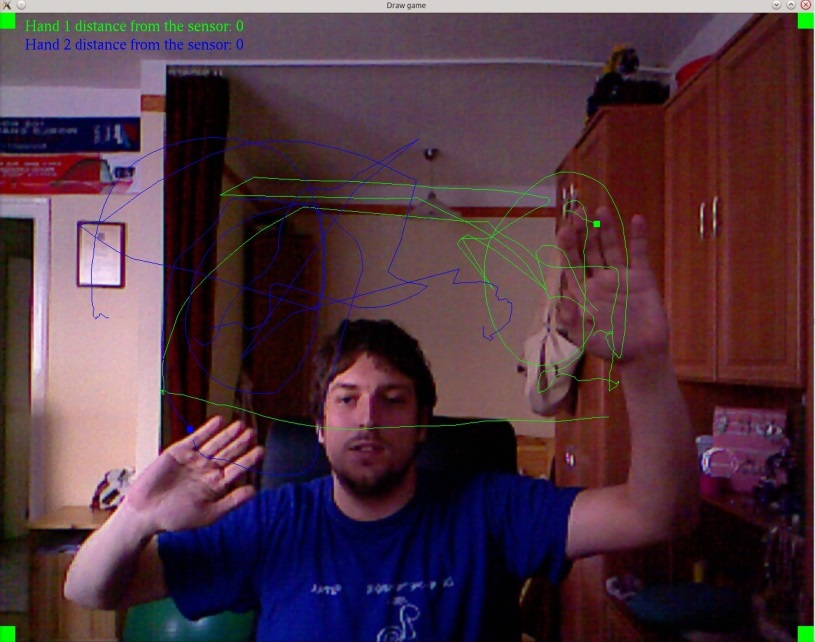 Draw game
Hand 1 distance from the sensor: 0
Hand 2 distance from the sensor: 0